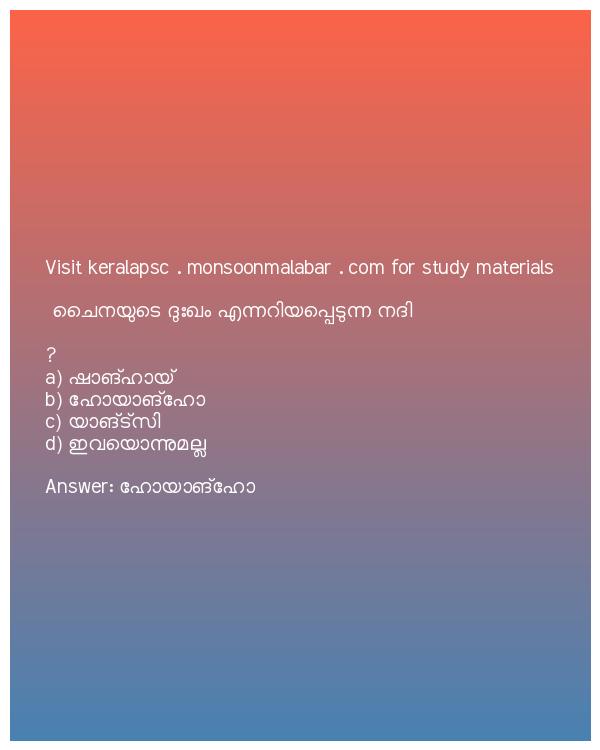 Visit keralapsc . monsoonmalabar . com for study materials
ചൈനയുടെ ദുഃഖം എന്നറിയപ്പെടുന്ന നദി
?
a) ഷാങ്ഹായ്
b) ഹോയാങ്ഹോ
c) യാങ്ട്സി
d) ഇവയൊന്നുമല്ല
Answer: ഹോയാങ്ഹോ